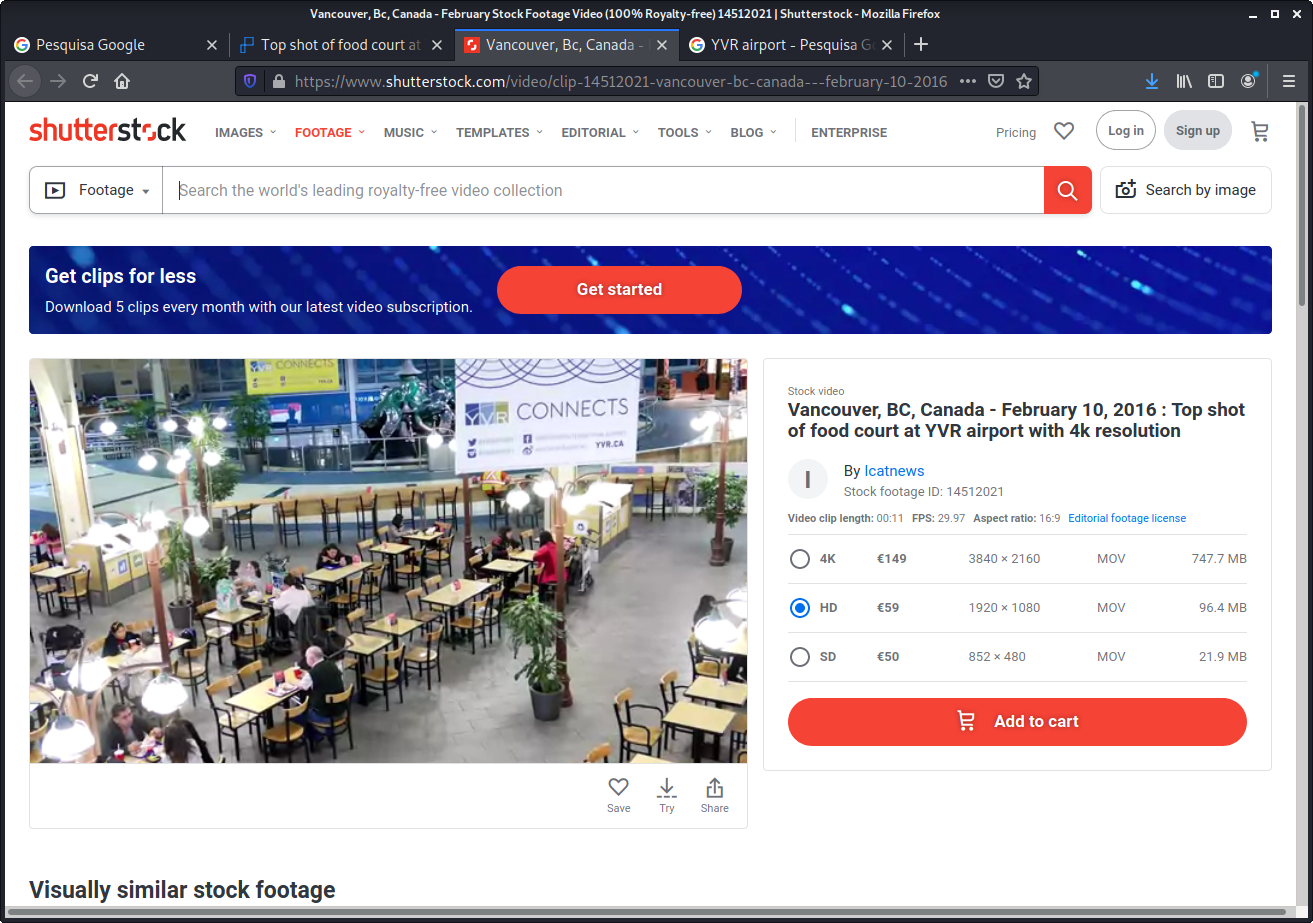 Vancouver, Bc, Canada - February Stock Footage Video (100% Royalty-free) 14512021 | Shutterstock - Mozilla Firefox
Pesquisa Google
Top shot of food court at
Vancouver, Bc, Canada -
YVR airport - Pesquisa G
https://www.shutterstock.com/video/clip-14512021-vancouver-bc-canada---february-10-2016
shutterstock
IMAGES
FOOTAGE
MUSIC
TEMPLATES
EDITORIAL
TOOLS
BLOG
ENTERPRISE
Pricing
Log in
Sign up
Footage
Search the world's leading royalty-free video collection
Search by image
Get clips for less
Download 5 clips every month with our latest video subscription.
Get started
CONNECTS
YVR CONNECTS
YVR.CA
Save
Try
Share
Stock video
Vancouver, BC, Canada - February 10, 2016 : Top shot
of food court at YVR airport with 4k resolution
I
By Icatnews
Stock footage ID: 14512021
Video clip length: 00:11 FPS: 29.97 Aspect ratio: 16:9 Editorial footage license
4K €149 3840 × 2160 MOV 747.7 MB
HD €59 1920 × 1080 MOV 96.4 MB
SD €50 852 × 480 MOV 21.9 MB
Add to cart
Visually similar stock footage